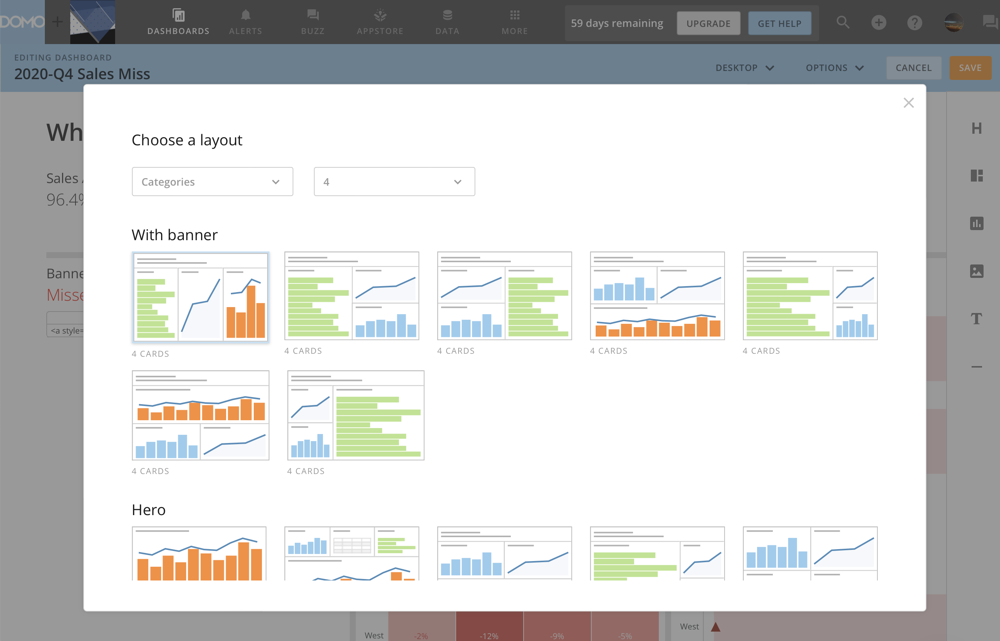 DOMO
DASHBOARDS
ALERTS
BUZZ
APPSTORE
DATA
MORE
59 days remaining
UPGRADE
GET HELP
EDITING DASHBOARD
2020-Q4 Sales Miss
DESKTOP
OPTIONS
CANCEL
SAVE
Wh
Sales
96.4%
Banne
Misse
<a style=
Choose a layout
Categories
4
With banner
4 CARDS
4 CARDS
4 CARDS
4 CARDS
4 CARDS
4 CARDS
4 CARDS
Hero
H
T
West
-2%
-12%
-9%
-5%
West